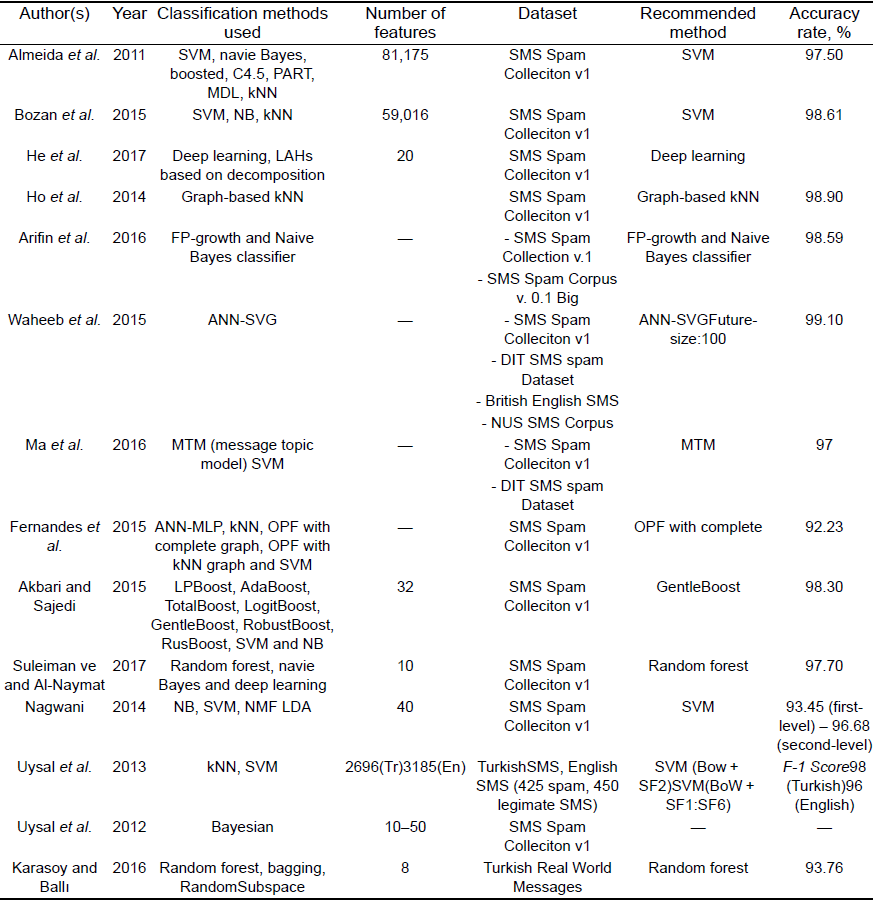 Author(s) Year Classification methods used Number of features Dataset Recommended method Accuracy rate, %
Almeida et al. 2011 SVM, navie Bayes, 81,175 SMS Spam SVM 97.50
boosted, C4.5, PART, Colleciton v1
MDL, kNN
Bozan et al. 2015 SVM, NB, kNN 59,016 SMS Spam SVM 98.61
Colleciton v1
He et al. 2017 Deep learning, LAHs 20 SMS Spam Deep learning
based on decomposition Colleciton v1
Ho et al. 2014 Graph-based kNN SMS Spam Graph-based kNN 98.90
Colleciton v1
Arifin et al. 2016 FP-growth and Naive — - SMS Spam FP-growth and Naive 98.59
Bayes classifier Collection v.1 Bayes classifier
- SMS Spam Corpus
v. 0.1 Big
Waheeb et al. 2015 ANN-SVG — - SMS Spam ANN-SVGFuture- 99.10
Colleciton v1 size:100
- DIT SMS spam
Dataset
- British English SMS
- NUS SMS Corpus
Ma et al. 2016 MTM (message topic — - SMS Spam MTM 97
model) SVM Colleciton v1
- DIT SMS spam
Dataset
Fernandes et 2015 ANN-MLP, kNN, OPF with — SMS Spam OPF with complete 92.23
al. complete graph, OPF with Colleciton v1
kNN graph and SVM
Akbari and 2015 LPBoost, AdaBoost, 32 SMS Spam GentleBoost 98.30
Sajedi TotalBoost, LogitBoost, Colleciton v1
GentleBoost, RobustBoost,
RusBoost, SVM and NB
Suleiman ve 2017 Random forest, navie 10 SMS Spam Random forest 97.70
and Al-Naymat Bayes and deep learning Colleciton v1
Nagwani 2014 NB, SVM, NMF LDA 40 SMS Spam SVM 93.45 (first-
Colleciton v1 level) – 96.68
(second-level)
Uysal et al. 2013 kNN, SVM 2696(Tr)3185(En) TurkishSMS, English SVM (Bow + F-1 Score98
SMS (425 spam, 450 SF2)SVM(BoW + (Turkish)96
legimate SMS) SF1:SF6) (English)
Uysal et al. 2012 Bayesian 10–50 SMS Spam — —
Colleciton v1
Karasoy and 2016 Random forest, bagging, 8 Turkish Real World Random forest 93.76
Ballı RandomSubspace Messages